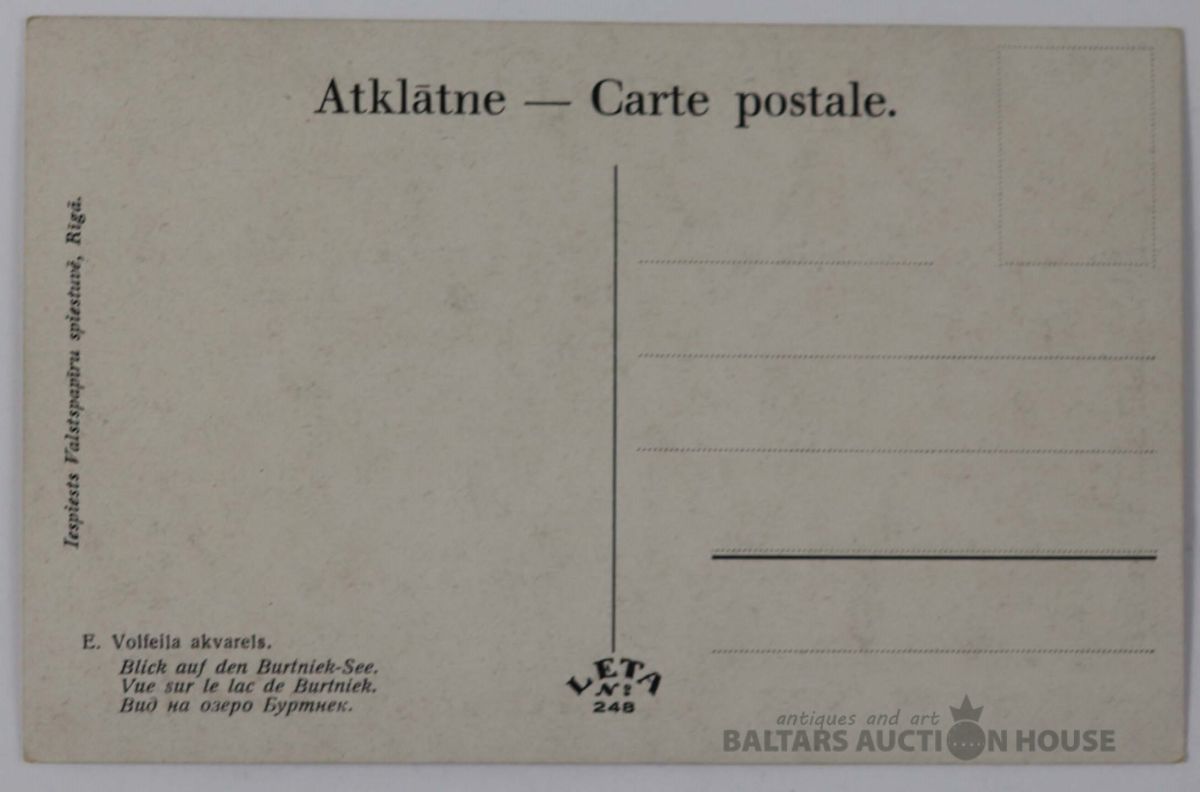 Atklātne — Carte postale.
Iespiests Valstspapīru spiestuvē, Rīgā.
E. Volfeila akvarels.
Blick auf den Burtniek-See.
Vue sur le lac de Burtniek.
Вид на озеро Буртнек.
LETA
№
248
antiques and art
BALTARS AUCTION HOUSE